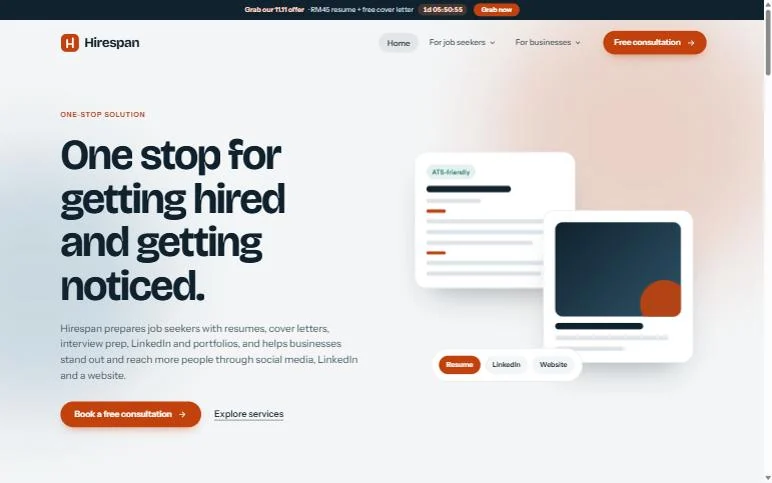 Grab our 11.11 offer · RM45 resume + free cover letter 1d 05:50:55 Grab now
H Hirespan Home For job seekers For businesses Free consultation →
ONE-STOP SOLUTION
One stop for
getting hired
and getting
noticed.
Hirespan prepares job seekers with resumes, cover letters,
interview prep, LinkedIn and portfolios, and helps businesses
stand out and reach more people through social media, LinkedIn
and a website.
Book a free consultation → Explore services
ATS-friendly
Resume LinkedIn Website